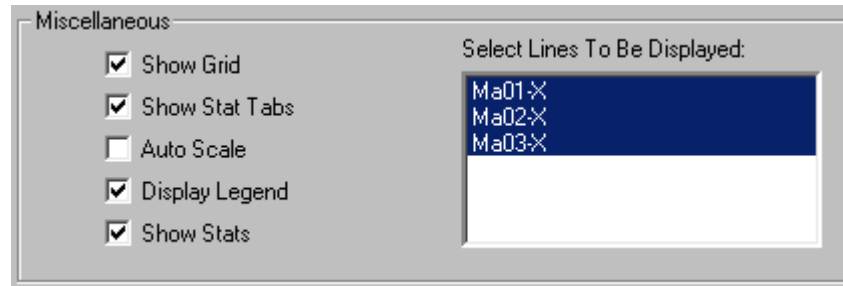 Miscellaneous
Show Grid
Show Stat Tabs
Auto Scale
Display Legend
Show Stats
Select Lines To Be Displayed:
Ma01-X
Ma02-X
Ma03-X